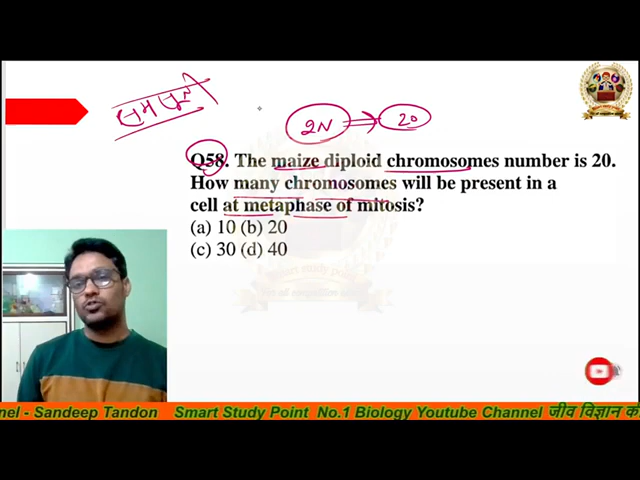 समसूत्री
2N
20
Q58. The maize diploid chromosomes number is 20.
How many chromosomes will be present in a
cell at metaphase of mitosis?
(a) 10 (b) 20
(c) 30 (d) 40
nel - Sandeep Tandon Smart Study Point No.1 Biology Youtube Channel जीव विज्ञान की